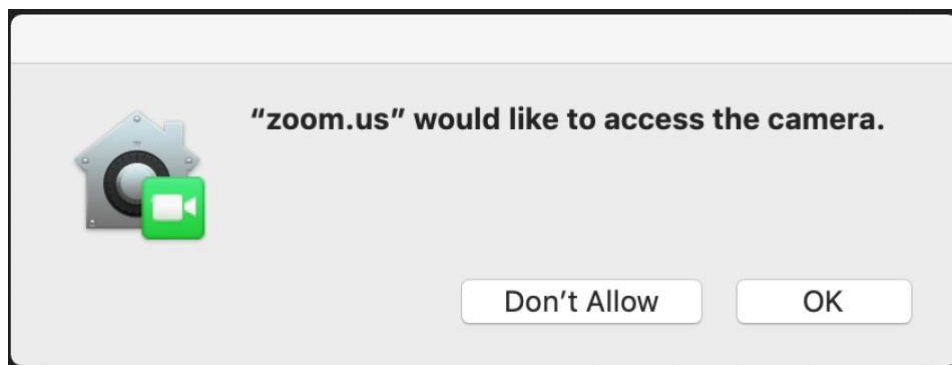 “zoom.us” would like to access the camera.
Don’t Allow
OK